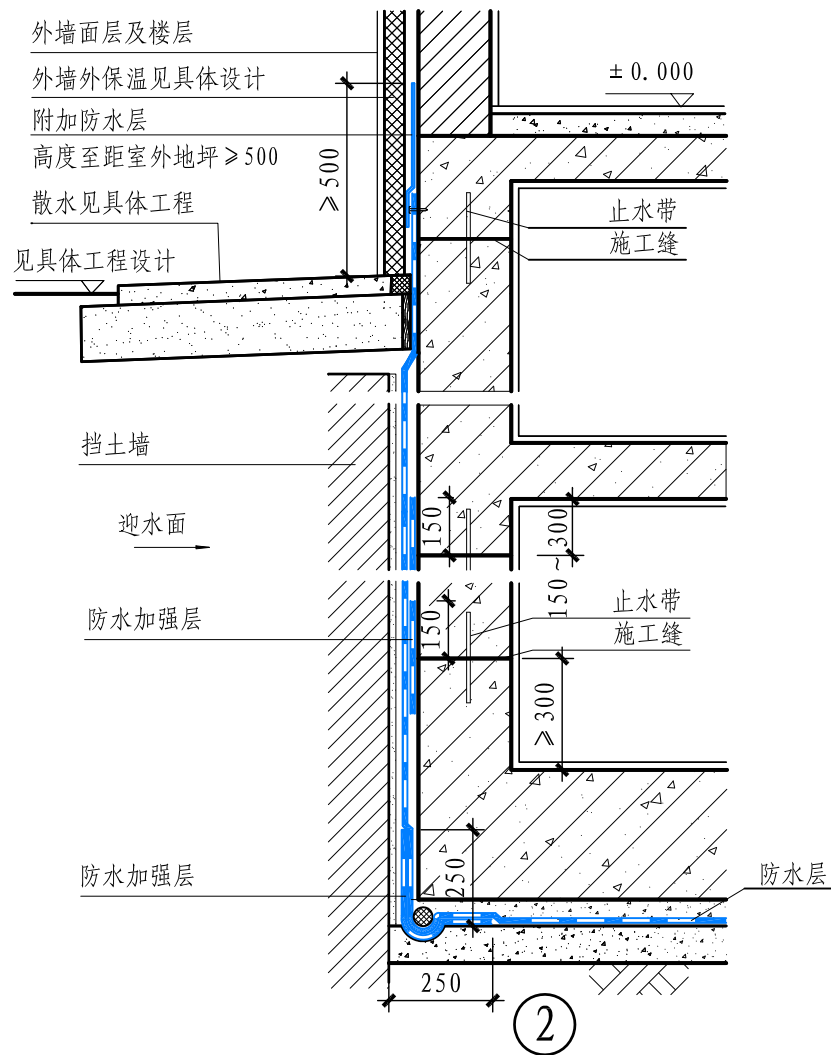 外墙面层及楼层
外墙外保温见具体设计
附加防水层
高度至距室外地坪≥500
散水见具体工程
见具体工程设计
≥500
±0.000
止水带
施工缝
挡土墙
迎水面
150
150～300
防水加强层
150
止水带
施工缝
≥300
防水加强层
250
防水层
250
2